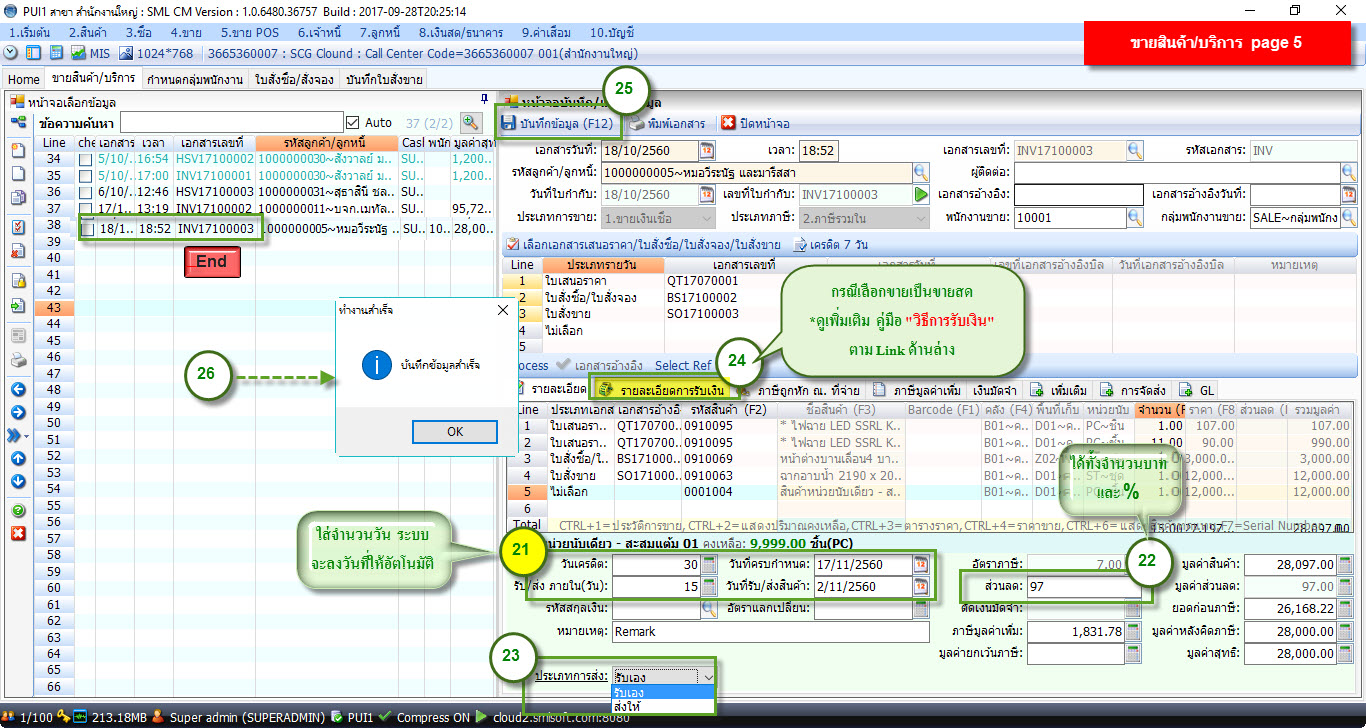 PUI1 สาขา สำนักงานใหญ่ : SML CM Version : 1.0.6480.36757 Build : 2017-09-28T20:25:14
1.เริ่มต้น 2.สินค้า 3.ซื้อ 4.ขาย 5.ขาย POS 6.เจ้าหนี้ 7.ลูกหนี้ 8.เงินสด/ธนาคาร 9.ค่าเสื่อม 10.บัญชี
ขายสินค้า/บริการ page 5
MIS 1024*768 3665360007 : SCG Clound : Call Center Code=3665360007 001(สำนักงานใหญ่)
Home ขายสินค้า/บริการ กำหนดกลุ่มพนักงาน ใบสั่งซื้อ/สั่งจอง บันทึกใบสั่งขาย
หน้าจอเลือกข้อมูล
ข้อความค้นหา Auto 37 (2/2)
Line che เอกสาร เวลา เอกสารเลขที่ รหัสลูกค้า/ลูกหนี้ Casl พนัก มูลค่าสุท
34 5/10/.. 16:54 HSV17100002 1000000030~สังวาลย์ ม.. SU.. 1,200...
35 5/10/.. 17:00 INV17100001 1000000030~สังวาลย์ ม.. SU.. 1,200...
36 6/10/.. 12:46 HSV17100003 1000000031~สุธาสินี ชล.. SU..
37 17/1.. 13:19 INV17100002 1000000011~บจก.เมทัล.. SU.. 95,72...
38 18/1.. 18:52 INV17100003 1000000005~หมอวีระนัฐ .. SU.. 10.. 28,00...
39
40
End
41
42
43
44
45
46
47
48
49
50
51
52
53
54
55
56
57
58
59
60
61
62
63
64
65
66
ทำงานสำเร็จ
บันทึกข้อมูลสำเร็จ
OK
26
25
บันทึกข้อมูล (F12) พิมพ์เอกสาร ปิดหน้าจอ
เอกสารวันที่: 18/10/2560 เวลา: 18:52 เอกสารเลขที่: INV17100003 รหัสเอกสาร: INV
รหัสลูกค้า/ลูกหนี้: 1000000005~หมอวีระนัฐ และมารีสสา ผู้ติดต่อ:
วันที่ใบกำกับ: 18/10/2560 เลขที่ใบกำกับ: INV17100003 เอกสารอ้างอิง: เอกสารอ้างอิงวันที่:
ประเภทการขาย: 1.ขายเงินเชื่อ ประเภทภาษี: 2.ภาษีรวมใน พนักงานขาย: 10001 กลุ่มพนักงานขาย: SALE~กลุ่มพนักง
เลือกเอกสารเสนอราคา/ใบสั่งซื้อ/ใบสั่งจอง/ใบสั่งขาย เครดิต 7 วัน
Line ประเภทรายวัน เอกสารเลขที่ เอกสารวันที่ เลขที่เอกสารอ้างอิงบิล วันที่เอกสารอ้างอิงบิล หมายเหตุ
1 ใบเสนอราคา QT17070001
2 ใบสั่งซื้อ/ใบสั่งจอง BS17100002
3 ใบสั่งขาย SO17100003
4 ไม่เลือก
5
กรณีเลือกขายเป็นขายสด
*ดูเพิ่มเติม คู่มือ "วิธีการรับเงิน"
ตาม Link ด้านล่าง
24
ocess เอกสารอ้างอิง Select Ref
รายละเอียด รายละเอียดการรับเงิน ภาษีถูกหัก ณ. ที่จ่าย ภาษีมูลค่าเพิ่ม เงินมัดจำ เพิ่มเติม การจัดส่ง GL
Line ประเภทเอกส เอกสารอ้างอิ รหัสสินค้า (F2) ชื่อสินค้า (F3) Barcode (F1) คลัง (F4) พื้นที่เก็บ หน่วยนับ จำนวน (F ราคา (F8 ส่วนลด ( รวมมูลค่า
1 ใบเสนอรา.. QT170700... 0910095 * ไฟฉาย LED SSRL K... B01~ค.. D01~ค.. PC~ชิ้น 1.00 107.00 107.00
2 ใบเสนอรา.. QT170700... 0910095 * ไฟฉาย LED SSRL K... B01~ค.. D01~ค.. PC~ชิ้น 11.00 90.00 990.00
3 ใบสั่งซื้อ/ใ.. BS171000... 0910069 หน้าต่างบานเลื่อน4 บา... B01~ค.. Z02~ 3,000.0... 3,000.00
4 ใบสั่งขาย SO171000... 0910063 ฉากอาบน้ำ 2190 x 20... B01~ค.. D01~ ST~ชุด 12,000... 12,000.00
5 ไม่เลือก 0001004 สินค้าหน่วยนับเดียว - ส... B01~ค.. D01~ 12,000... 12,000.00
6
ได้ทั้งจำนวนบาท
และ %
Total CTRL+1=ประวัติการขาย,CTRL+2=แสดงปริมาณคงเหลือ,CTRL+3=ตารางราคา,CTRL+4=ราคาขาย,CTRL+6= F7=Serial Number 28,097.00
หน่วยนับเดียว - สะสมแต้ม 01 คงเหลือ: 9,999.00 ชิ้น(PC)
ใส่จำนวนวัน ระบบ
จะลงวันที่ให้อัตโนมัติ
21
22
วันเครดิต: 30 วันที่ครบกำหนด: 17/11/2560 อัตราภาษี: 7.00 มูลค่าสินค้า: 28,097.00
รับ/ส่ง ภายใน(วัน): 15 วันที่รับ/ส่งสินค้า: 2/11/2560 ส่วนลด: 97 มูลค่าส่วนลด: 97.00
รหัสสกุลเงิน: อัตราแลกเปลี่ยน: ตัดเงินมัดจำ: ยอดก่อนภาษี: 26,168.22
หมายเหตุ: Remark ภาษีมูลค่าเพิ่ม: 1,831.78 มูลค่าหลังคิดภาษี: 28,000.00
มูลค่ายกเว้นภาษี: มูลค่าสุทธิ: 28,000.00
23
ประเภทการส่ง: รับเอง
รับเอง
ส่งให้
1/100 213.18MB Super admin (SUPERADMIN) PUI1 Compress ON cloud2.smlsoft.com:8080